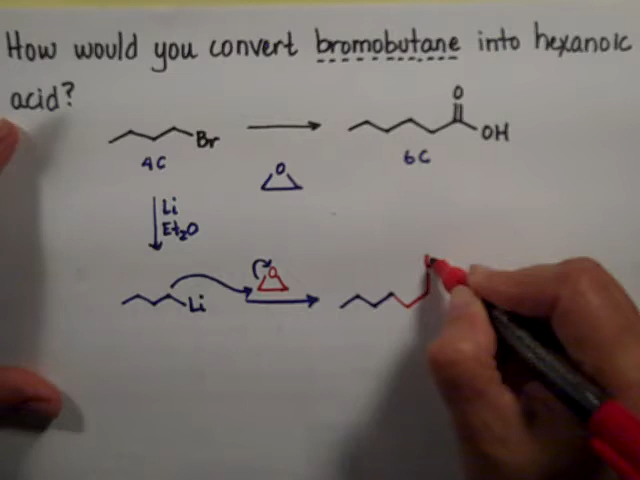 How would you convert bromobutane into hexanoic
acid?
O
Br
OH
4C
6C
O
Li
Et₂O
O
Li